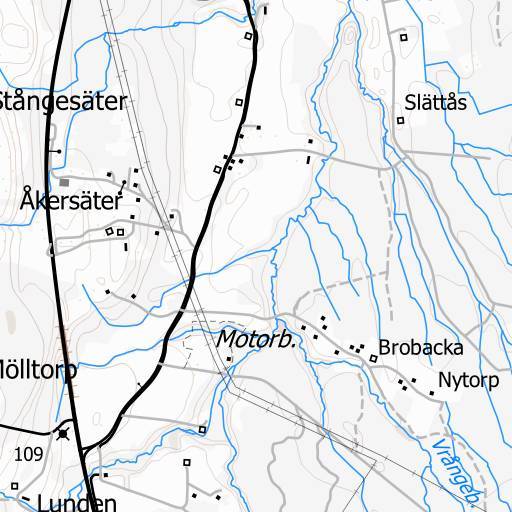 Stångesäter
Slättås
Åkersäter
Motorb.
Brobacka
Mölltorp
Nytorp
109
Vrångeb.
Lunden